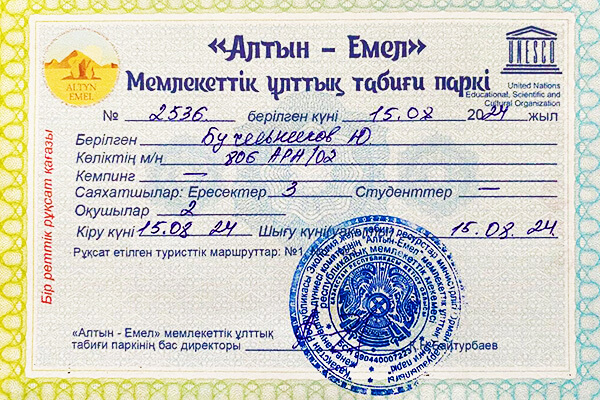 «Алтын – Емел»
Мемлекеттік ұлттық табиғи паркі
ALTYN
EMEL
UNESCO
United Nations
Educational, Scientific and
Cultural Organization
№ 2536 берілген күні 15.08 2024 жыл
Берілген Ю.
Көліктің м/н 806 АРН/02
Кемпинг —
Саяхатшылар: Ересектер 3 Студенттер —
Оқушылар 2
Кіру күні 15.08 24 Шығу күні 15.08.24.
Рұқсат етілген туристтік маршруттар: №1
Бір реттік рұқсат қағазы
«Алтын - Емел» мемлекеттік ұлттық
табиғи паркінің бас директоры байтурбаев